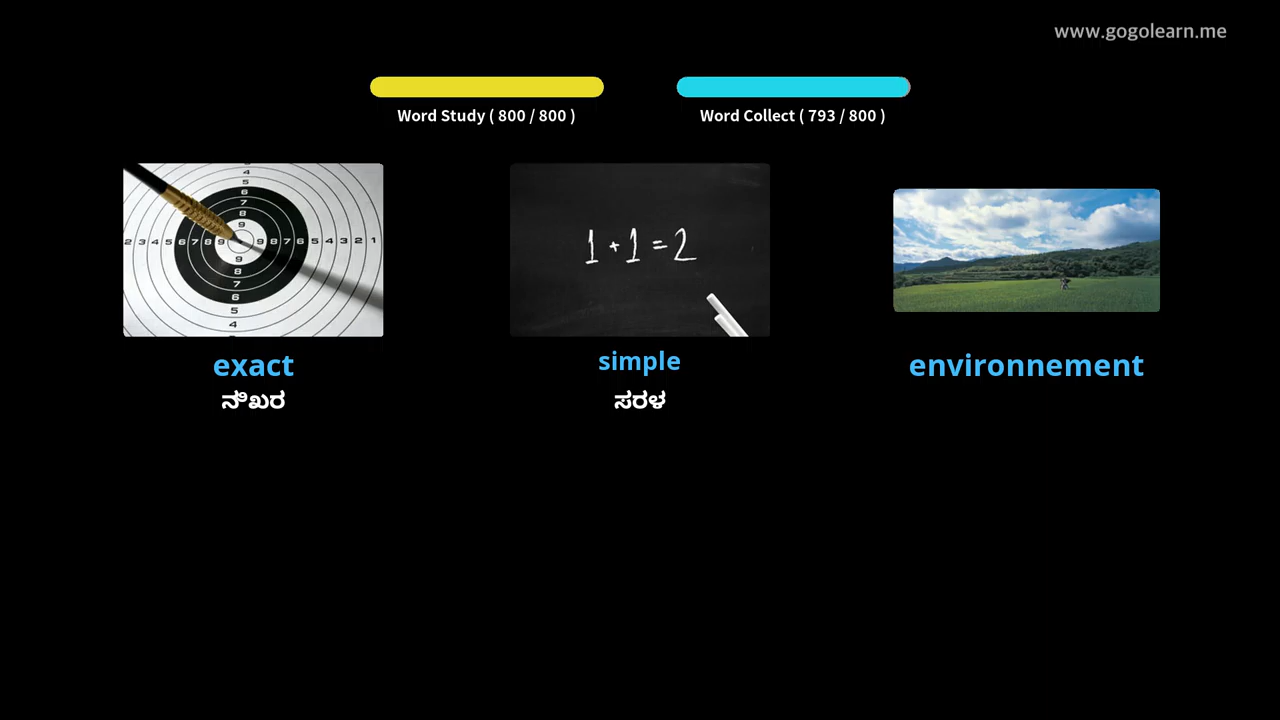 www.gogolearn.me
Word Study ( 800 / 800 )
Word Collect ( 793 / 800 )
1 + 1 = 2
exact
simple
environnement
ನಿಖರ
ಸರಳ